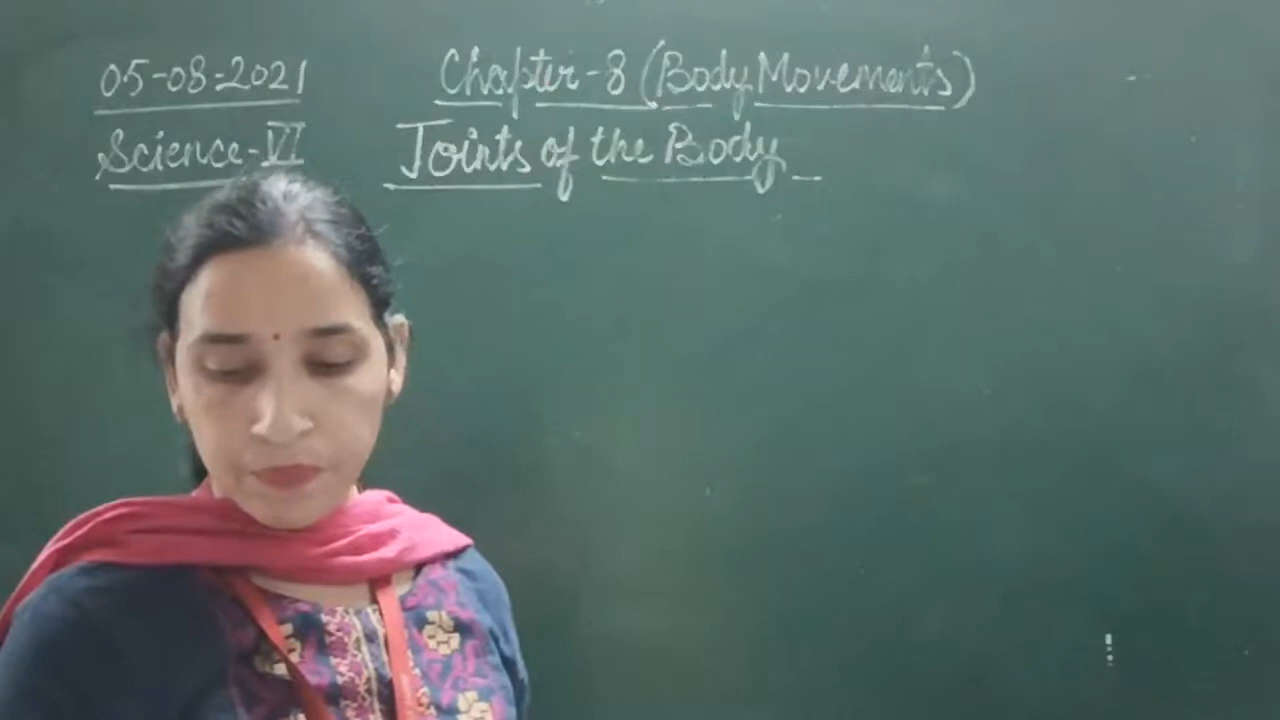 05-08-2021 Chapter-8 (Body Movements)
Science-VI Joints of the Body